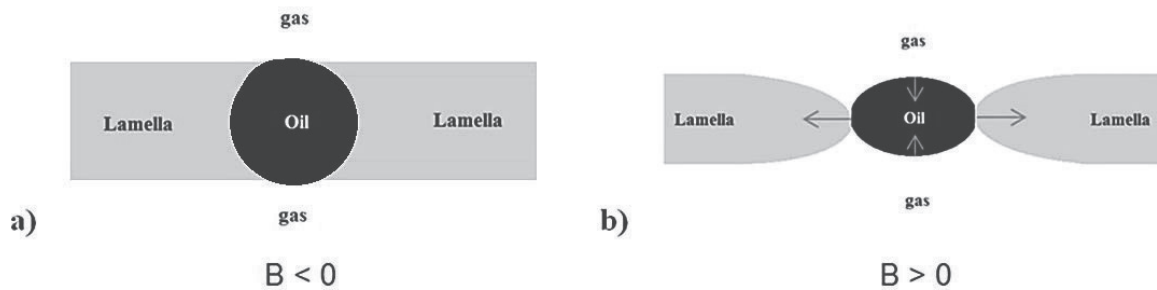 gas
Lamella
Oil
Lamella
gas
a)
B < 0
gas
Lamella
Oil
Lamella
gas
b)
B > 0